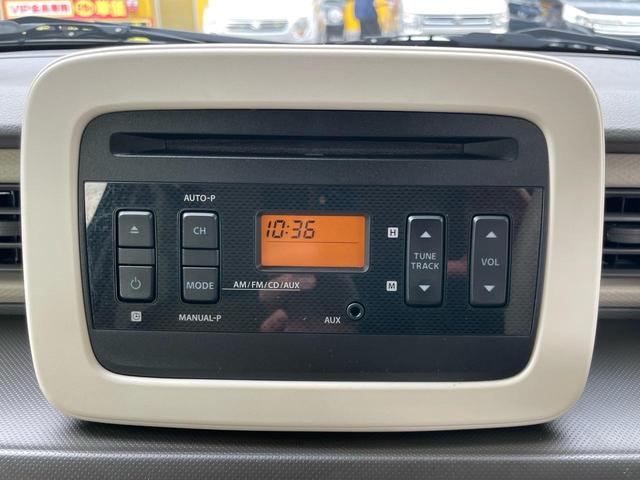 AUTO-P
CH
10:36
H
TUNE
TRACK
VOL
MODE
AM/FM/CD/AUX
M
MANUAL-P
AUX